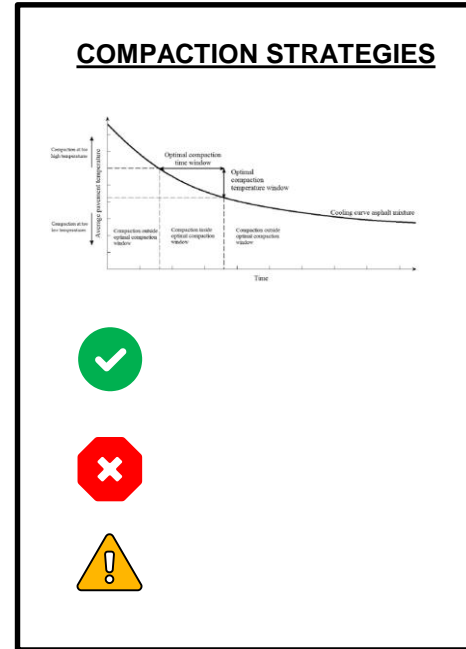 COMPACTION STRATEGIES
Compaction at too
high temperatures
Compaction at too
low temperatures
Average pavement temperature
Optimal compaction
time window
Optimal
compaction
temperature window
Cooling curve asphalt mixture
Compaction outside
optimal compaction
window
Compaction inside
optimal compaction
window
Compaction outside
optimal compaction
window
Time